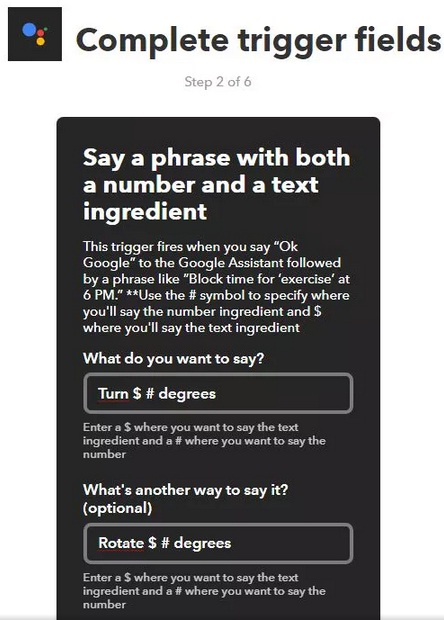 Complete trigger fields
Step 2 of 6
Say a phrase with both
a number and a text
ingredient
This trigger fires when you say “Ok
Google” to the Google Assistant followed
by a phrase like “Block time for ‘exercise’ at
6 PM.” **Use the # symbol to specify where
you'll say the number ingredient and $
where you'll say the text ingredient
What do you want to say?
Turn $ # degrees
Enter a $ where you want to say the text
ingredient and a # where you want to say the
number
What's another way to say it?
(optional)
Rotate $ # degrees
Enter a $ where you want to say the text
ingredient and a # where you want to say the
number